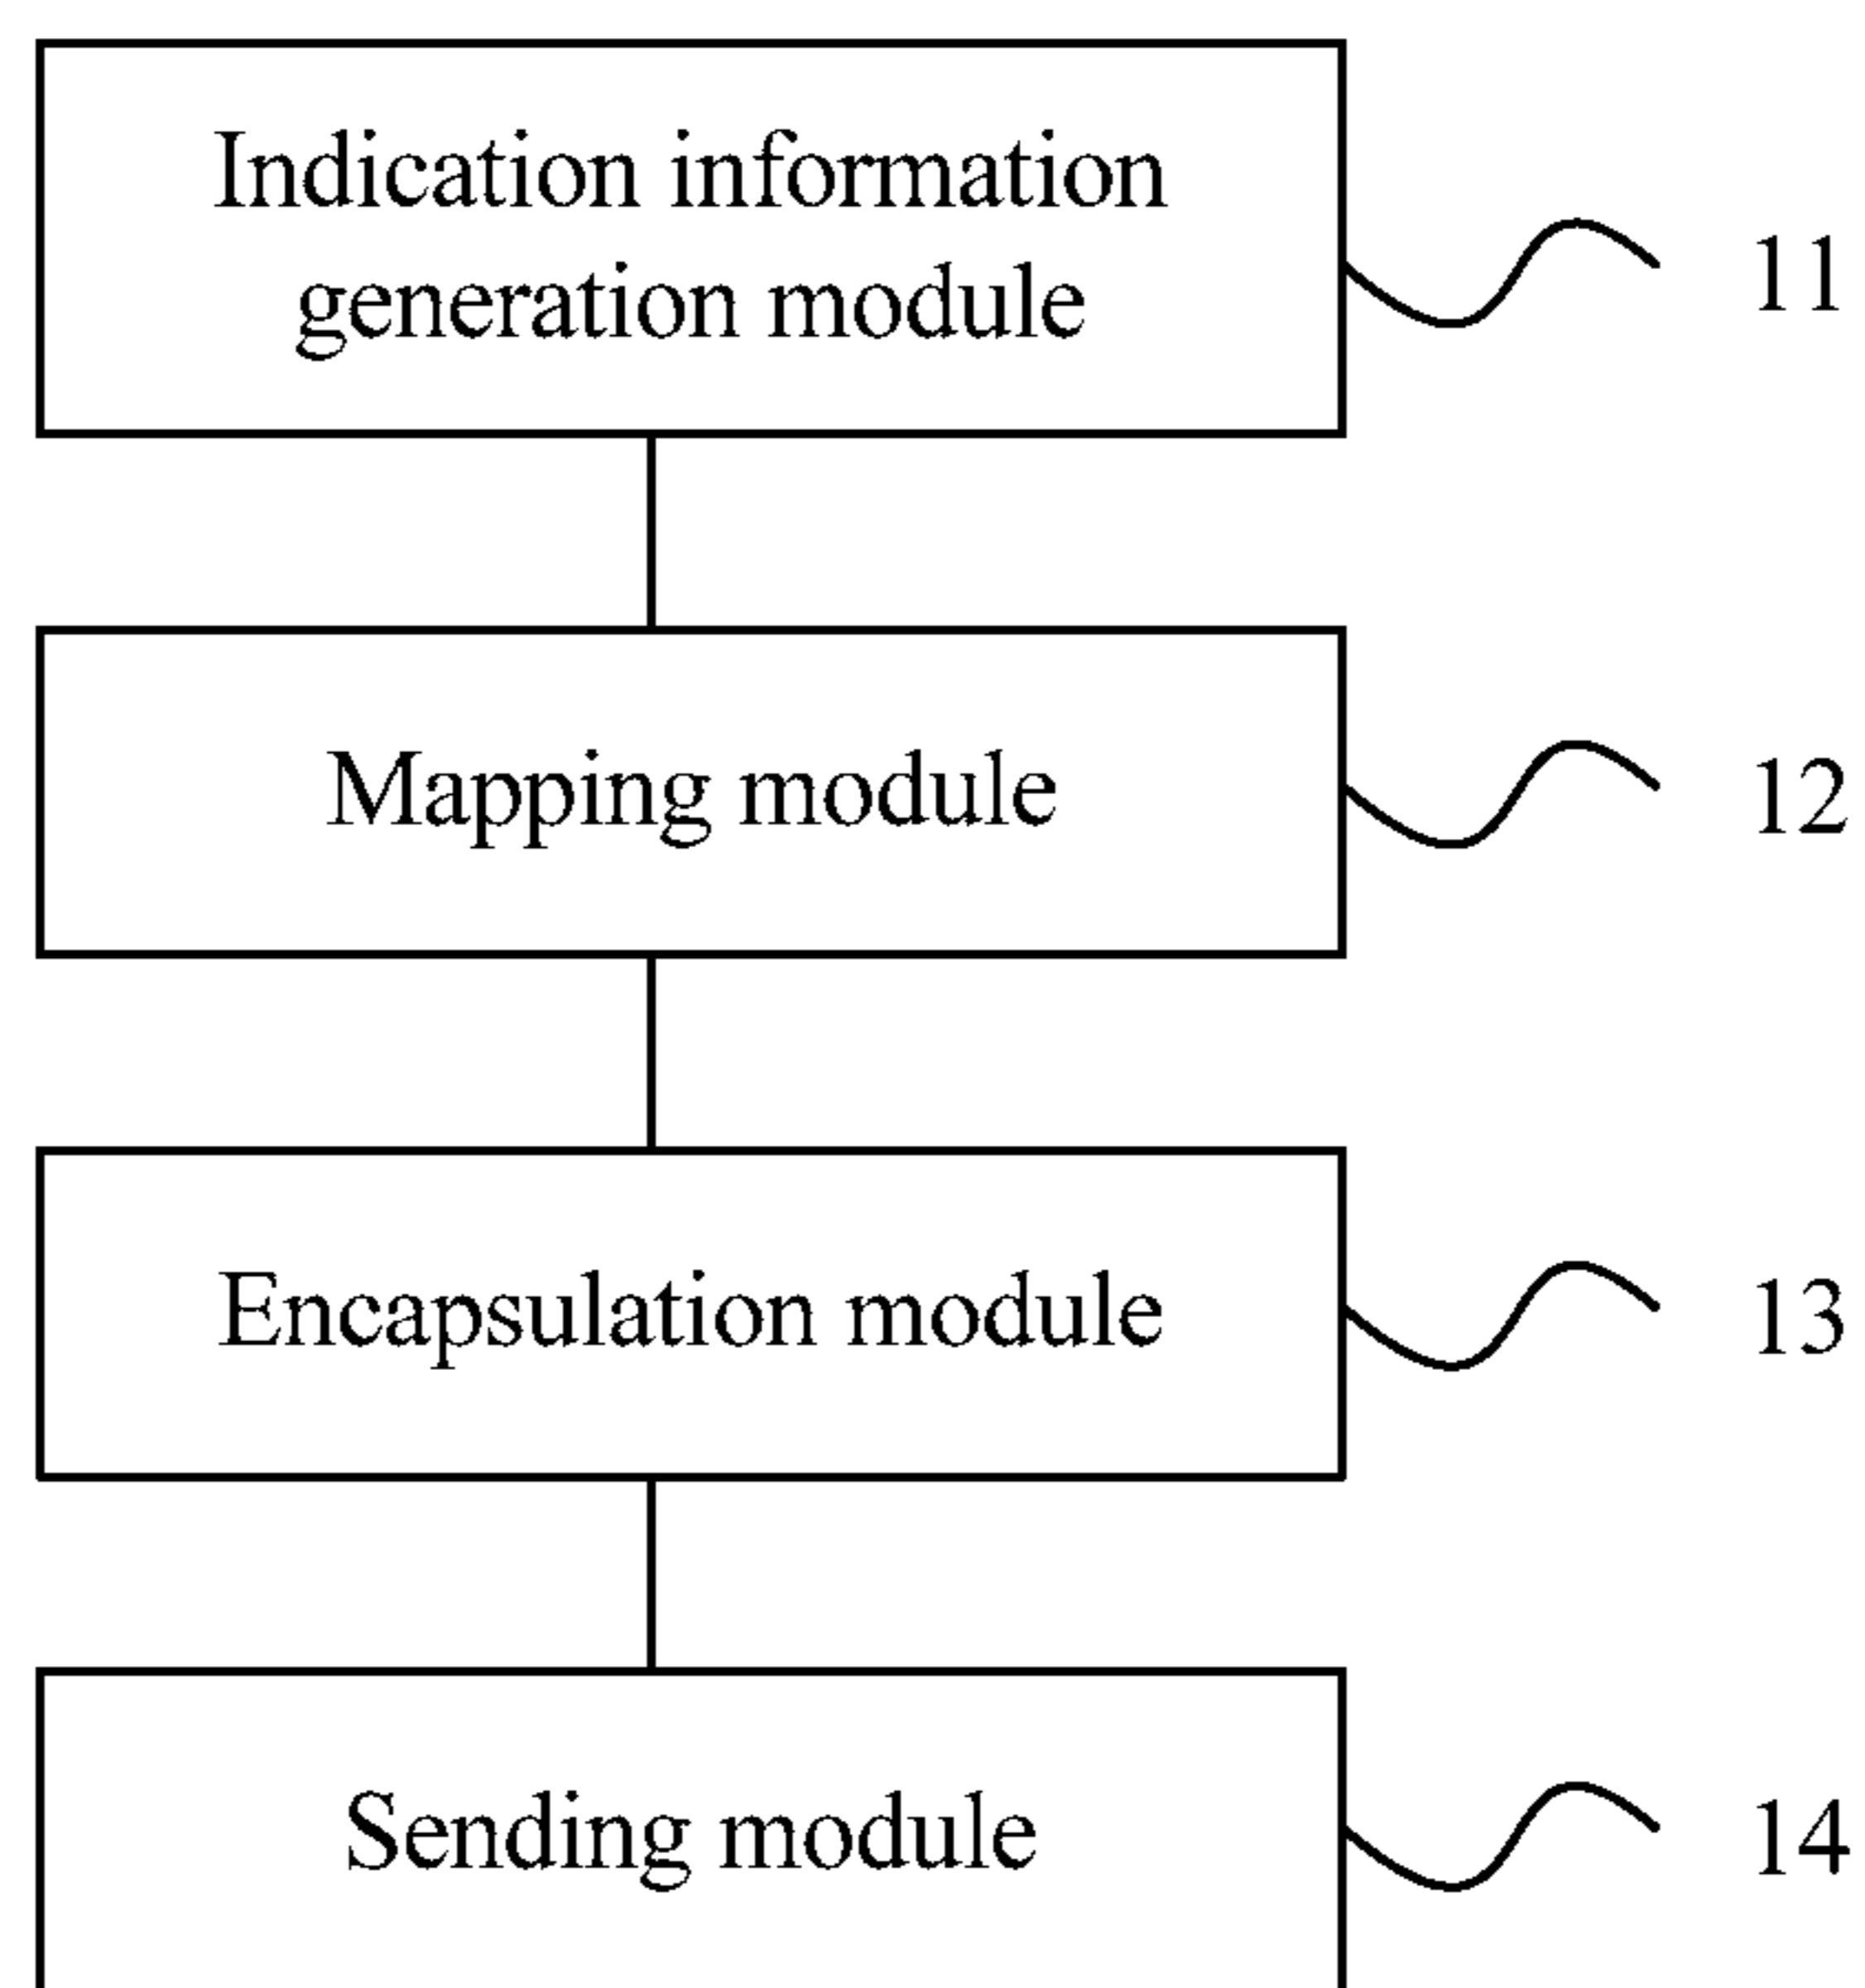 Indication information
generation module
11
Mapping module
12
Encapsulation module
13
Sending module
14